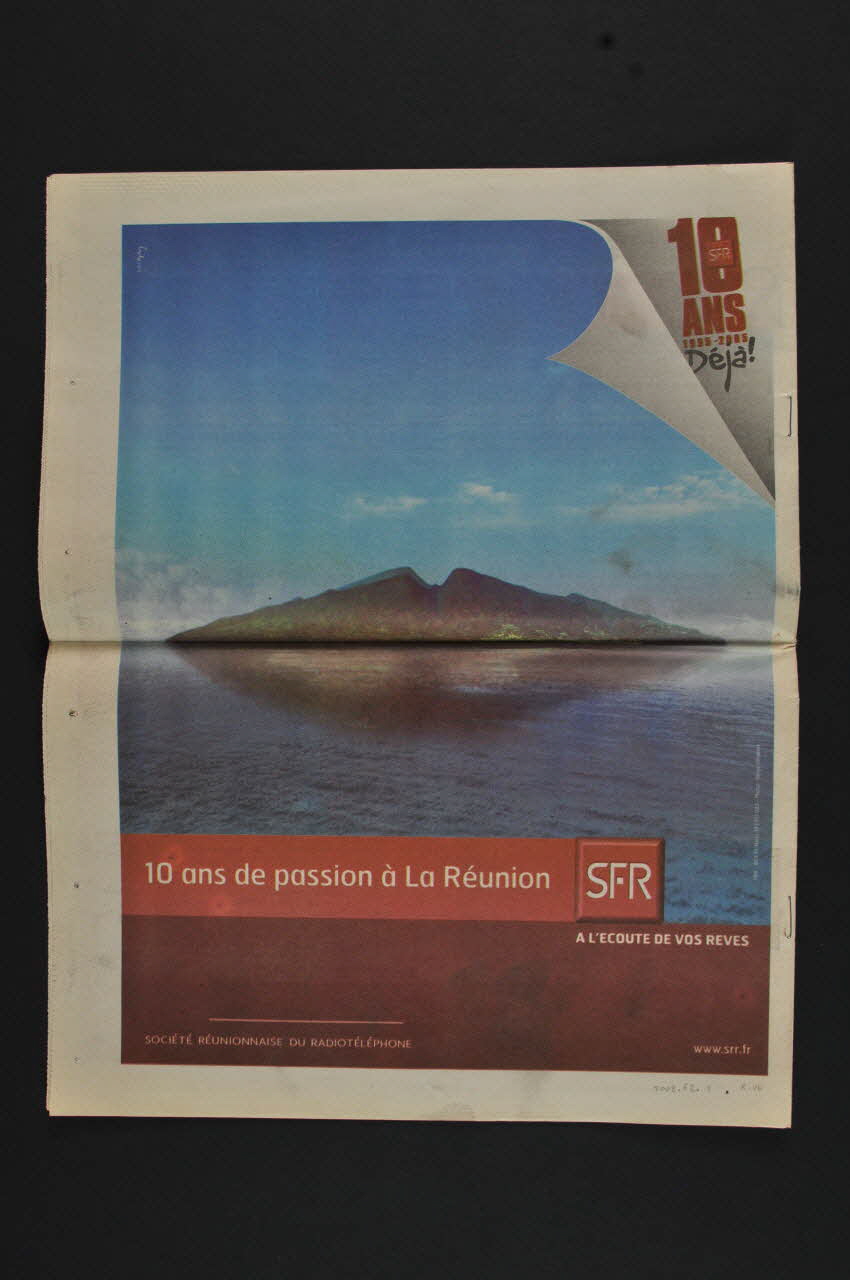 10
SFR
ANS
1995-2005
Déjà!
10 ans de passion à La Réunion
SFR
A L'ECOUTE DE VOS REVES
SOCIÉTÉ RÉUNIONNAISE DU RADIOTÉLÉPHONE
www.srr.fr